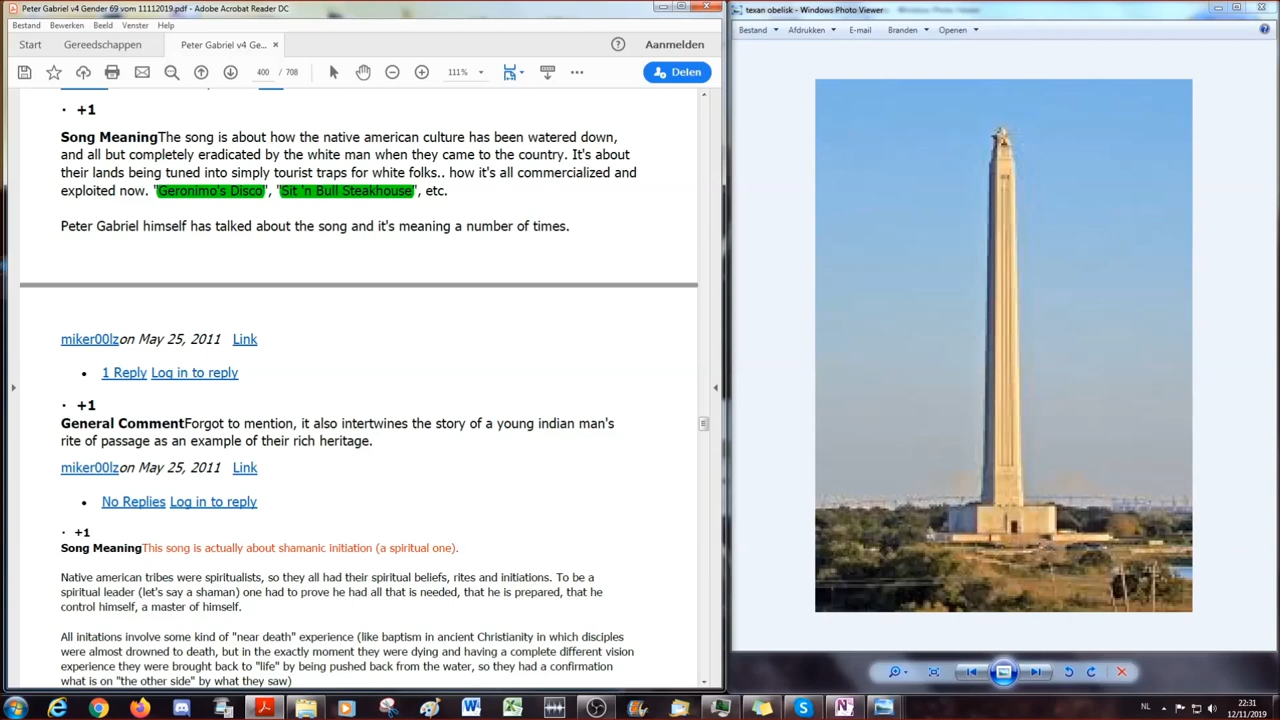 Peter Gabriel v4 Gender 69 vom 11112019.pdf - Adobe Acrobat Reader DC
Bestand Bewerken Beeld Venster Help
Start Gereedschappen Peter Gabriel v4 Ge... × Aanmelden
400 / 708 111% Delen
· +1
Song MeaningThe song is about how the native american culture has been watered down,
and all but completely eradicated by the white man when they came to the country. It's about
their lands being tuned into simply tourist traps for white folks.. how it's all commercialized and
exploited now. "Geronimo's Disco", "Sit 'n Bull Steakhouse", etc.
Peter Gabriel himself has talked about the song and it's meaning a number of times.
miker00lzon May 25, 2011 Link
• 1 Reply Log in to reply
· +1
General CommentForgot to mention, it also intertwines the story of a young indian man's
rite of passage as an example of their rich heritage.
miker00lzon May 25, 2011 Link
• No Replies Log in to reply
· +1
Song MeaningThis song is actually about shamanic initiation (a spiritual one).
Native american tribes were spiritualists, so they all had their spiritual beliefs, rites and initiations. To be a
spiritual leader (let's say a shaman) one had to prove he had all that is needed, that he is prepared, that he
control himself, a master of himself.
All initations involve some kind of "near death" experience (like baptism in ancient Christianity in which disciples
were almost drowned to death, but in the exactly moment they were dying and having a complete different vision
experience they were brought back to "life" by being pushed back from the water, so they had a confirmation
what is on "the other side" by what they saw)
texan obelisk - Windows Photo Viewer
Bestand Afdrukken E-mail Branden Openen
NL
22:31
12/11/2019